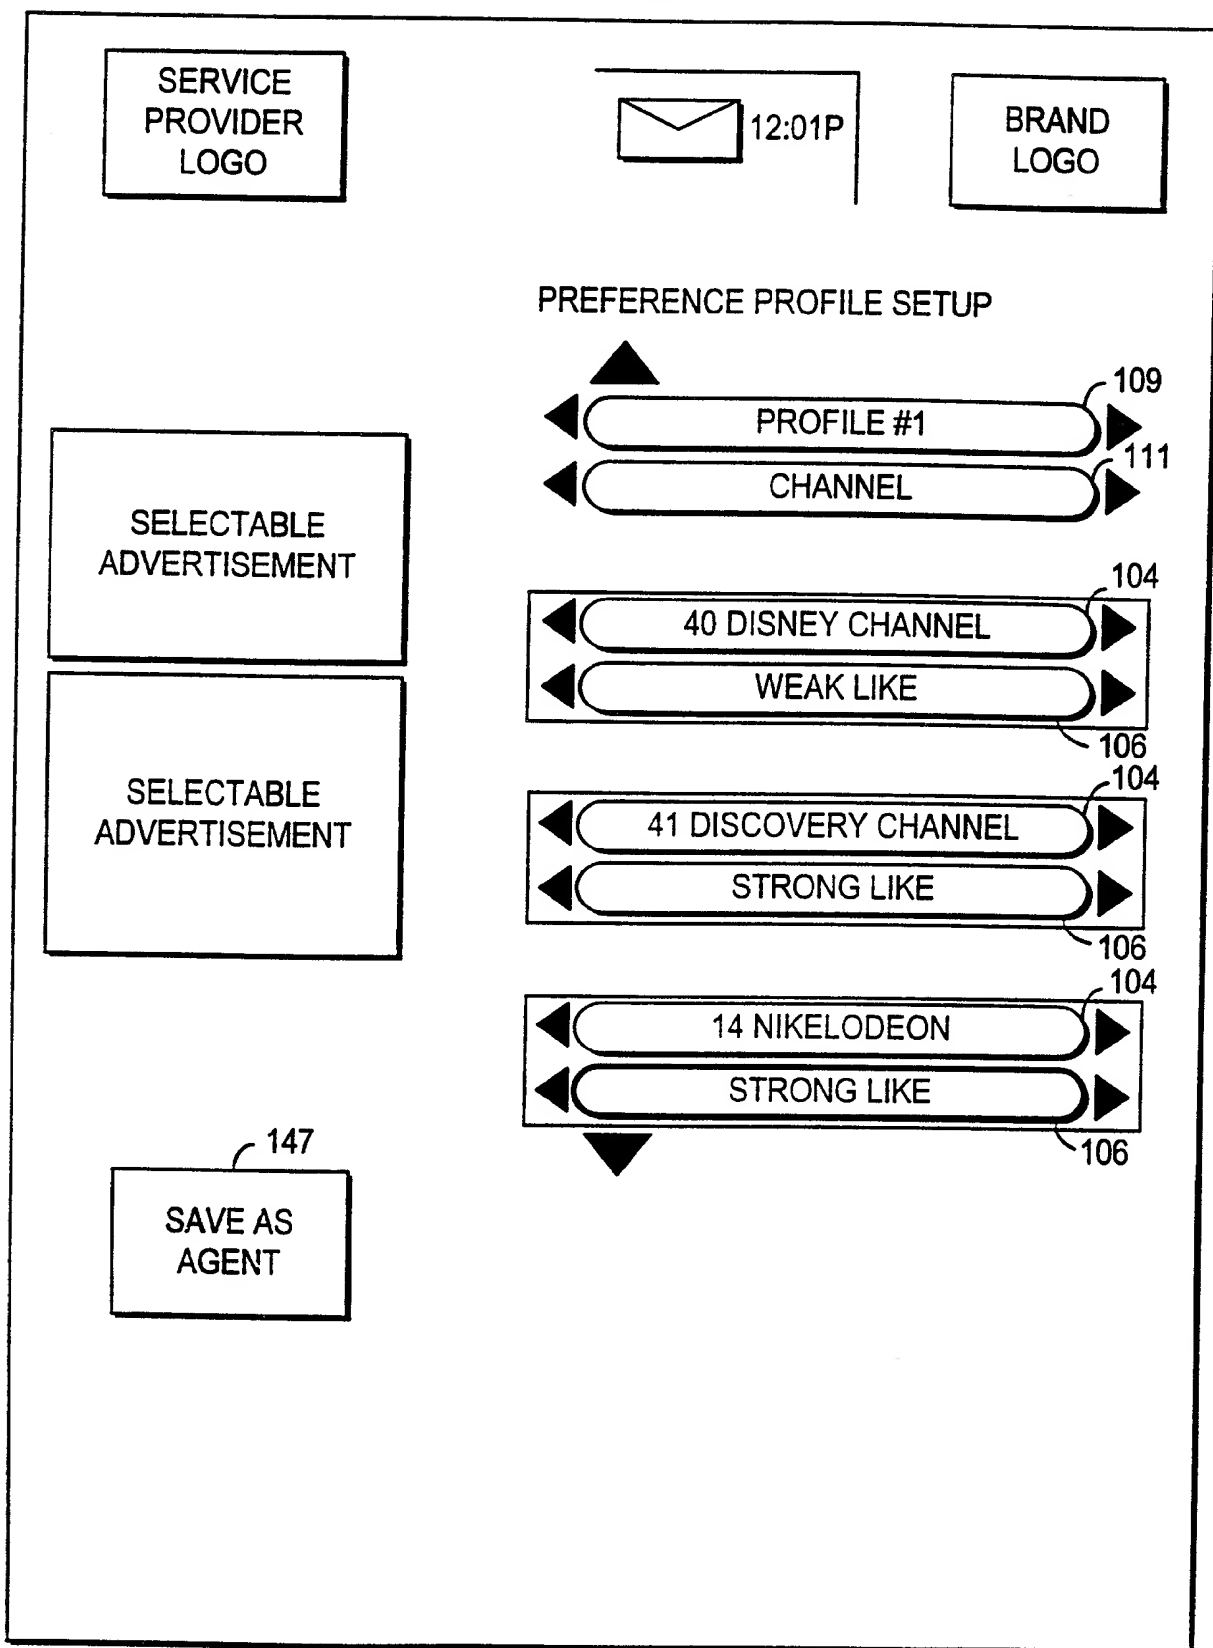 SERVICE
PROVIDER
LOGO
12:01P
BRAND
LOGO
PREFERENCE PROFILE SETUP
109
PROFILE #1
111
CHANNEL
SELECTABLE
ADVERTISEMENT
104
40 DISNEY CHANNEL
WEAK LIKE
106
SELECTABLE
ADVERTISEMENT
104
41 DISCOVERY CHANNEL
STRONG LIKE
106
104
14 NIKELODEON
STRONG LIKE
106
147
SAVE AS
AGENT